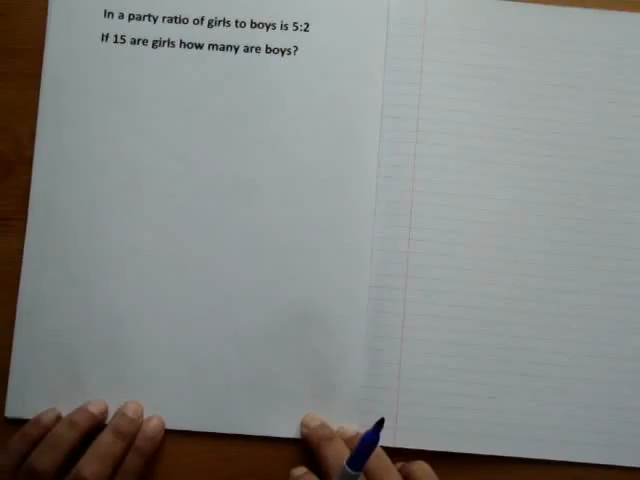 In a party ratio of girls to boys is 5:2
If 15 are girls how many are boys?